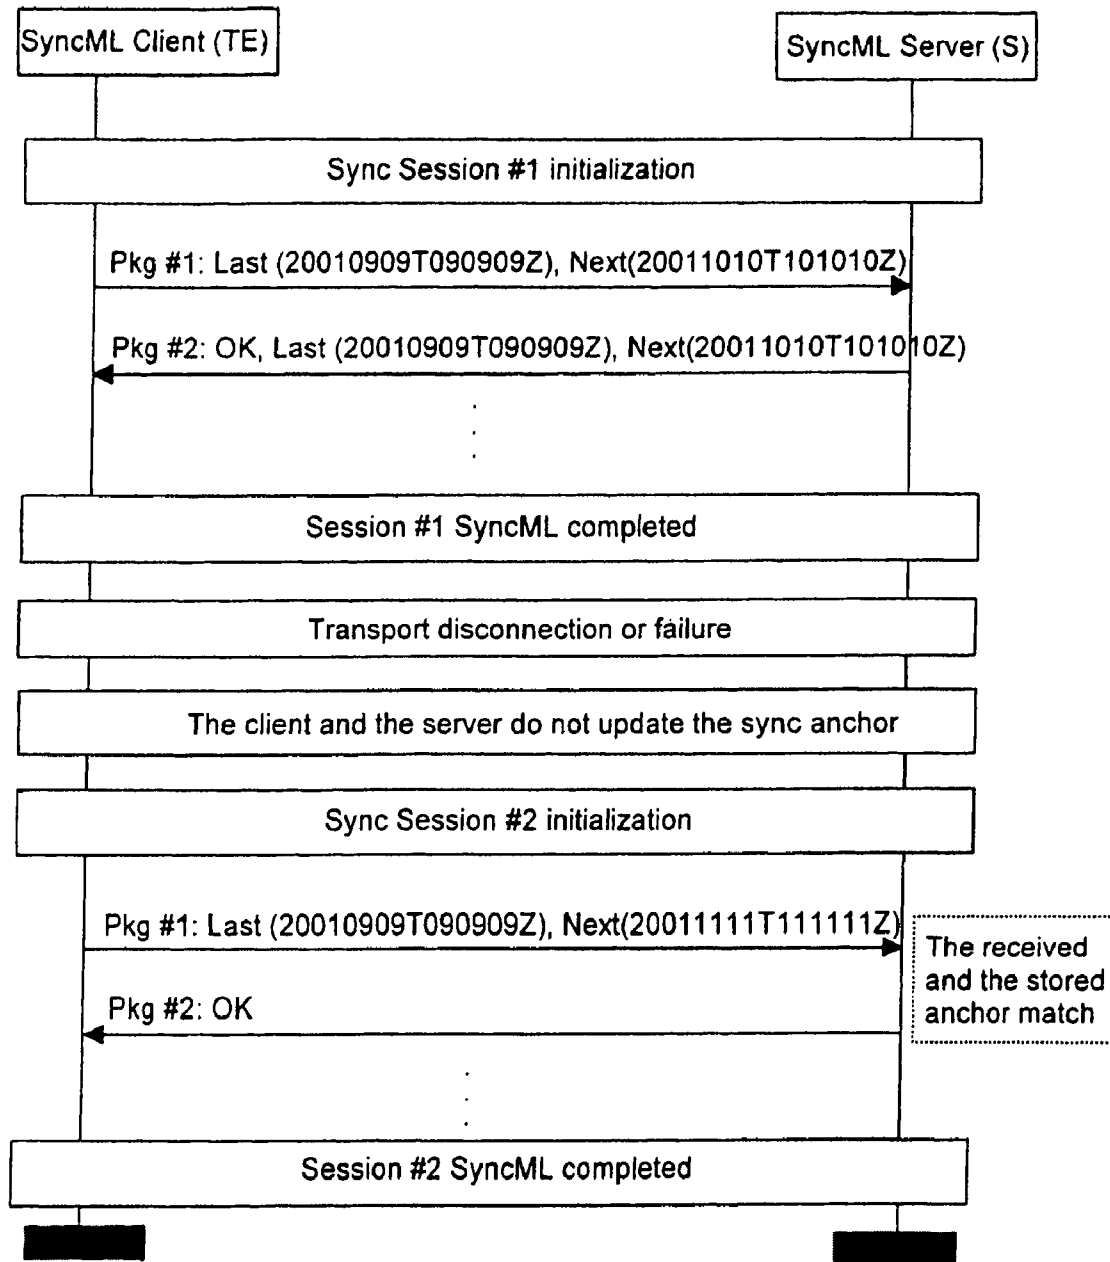 SyncML Client (TE)
SyncML Server (S)
Sync Session #1 initialization
Pkg #1: Last (20010909T090909Z), Next(20011010T101010Z)
Pkg #2: OK, Last (20010909T090909Z), Next(20011010T101010Z)
Session #1 SyncML completed
Transport disconnection or failure
The client and the server do not update the sync anchor
Sync Session #2 initialization
Pkg #1: Last (20010909T090909Z), Next(20011111T111111Z)
The received
and the stored
anchor match
Pkg #2: OK
Session #2 SyncML completed